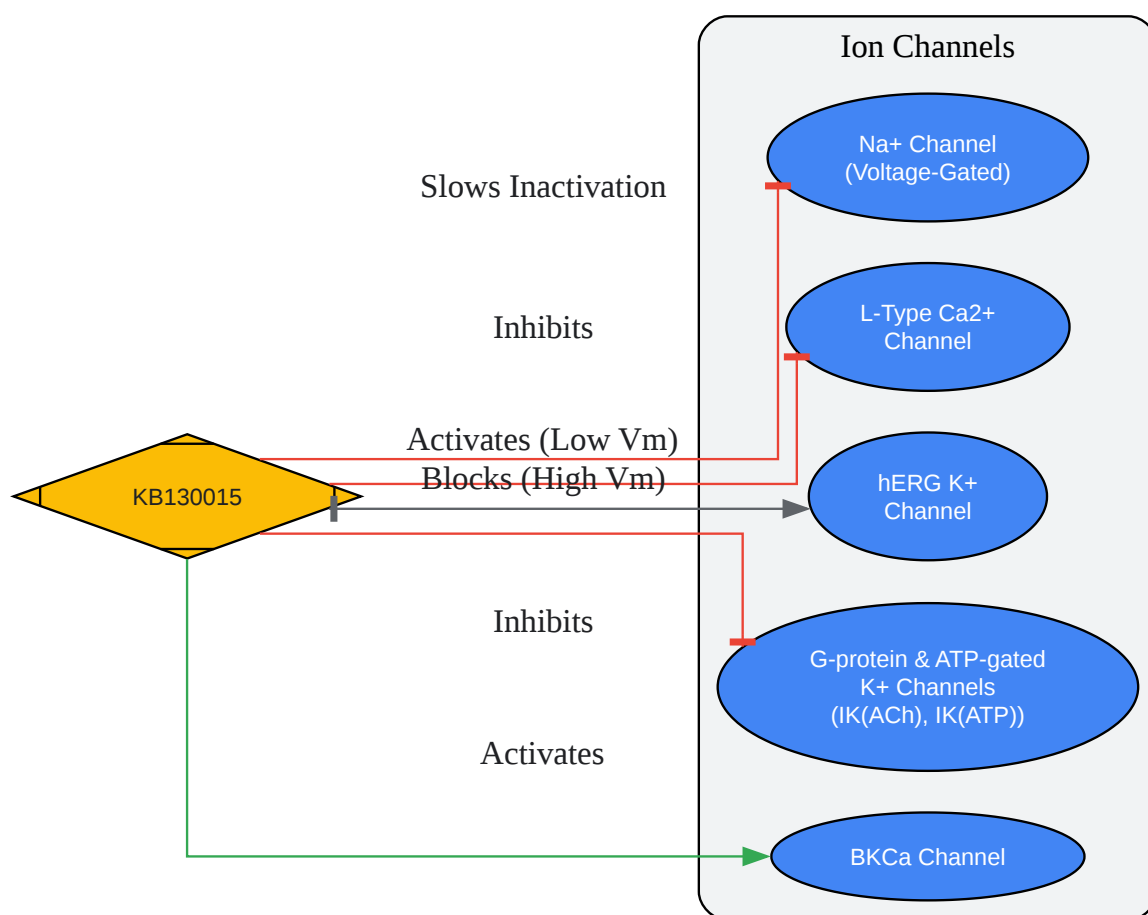 Ion Channels
Na+ Channel
(Voltage-Gated)
Slows Inactivation
L-Type Ca2+
Channel
Inhibits
Activates (Low Vm)
Blocks (High Vm)
hERG K+
Channel
KB130015
Inhibits
G-protein & ATP-gated
K+ Channels
(IK(ACh), IK(ATP))
Activates
BKCa Channel